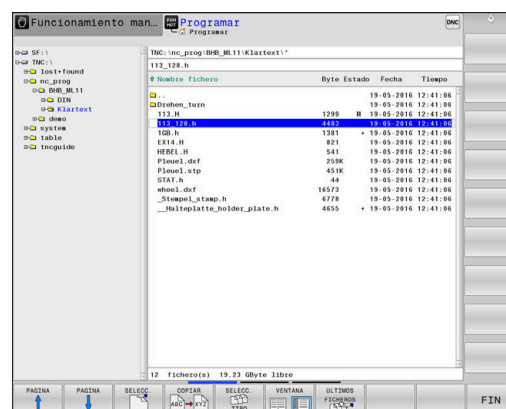 Funcionamiento man...
PGM MGT
Programar
Programar
DNC
SF:\
TNC:\
lost+found
nc_prog
BHB_ML11
DIN
Klartext
demo
system
table
tncguide
TNC:\nc_prog\BHB_ML11\Klartext\*
113_128.h
Nombre fichero Byte Estado Fecha Tiempo
.. 19-05-2016 12:41:06
Drehen_turn 19-05-2016 12:41:06
113.H 1299 M 19-05-2016 12:41:06
113_128.h 4403 19-05-2016 12:41:06
1GB.h 1381 + 19-05-2016 12:41:06
EX14.H 821 19-05-2016 12:41:06
HEBEL.H 541 19-05-2016 12:41:06
Pleuel.dxf 259K 19-05-2016 12:41:06
Pleuel.stp 451K 19-05-2016 12:41:06
STAT.h 44 19-05-2016 12:41:06
wheel.dxf 16573 19-05-2016 12:41:06
_Stempel_stamp.h 6778 19-05-2016 12:41:06
__Halteplatte_holder_plate.h 4655 + 19-05-2016 12:41:06
12 fichero(s) 19.23 GByte libre
PAGINA
PAGINA
SELECC.
COPIAR
ABC XYZ
SELECC.
TIPO
VENTANA
ULTIMOS
FICHEROS
FIN